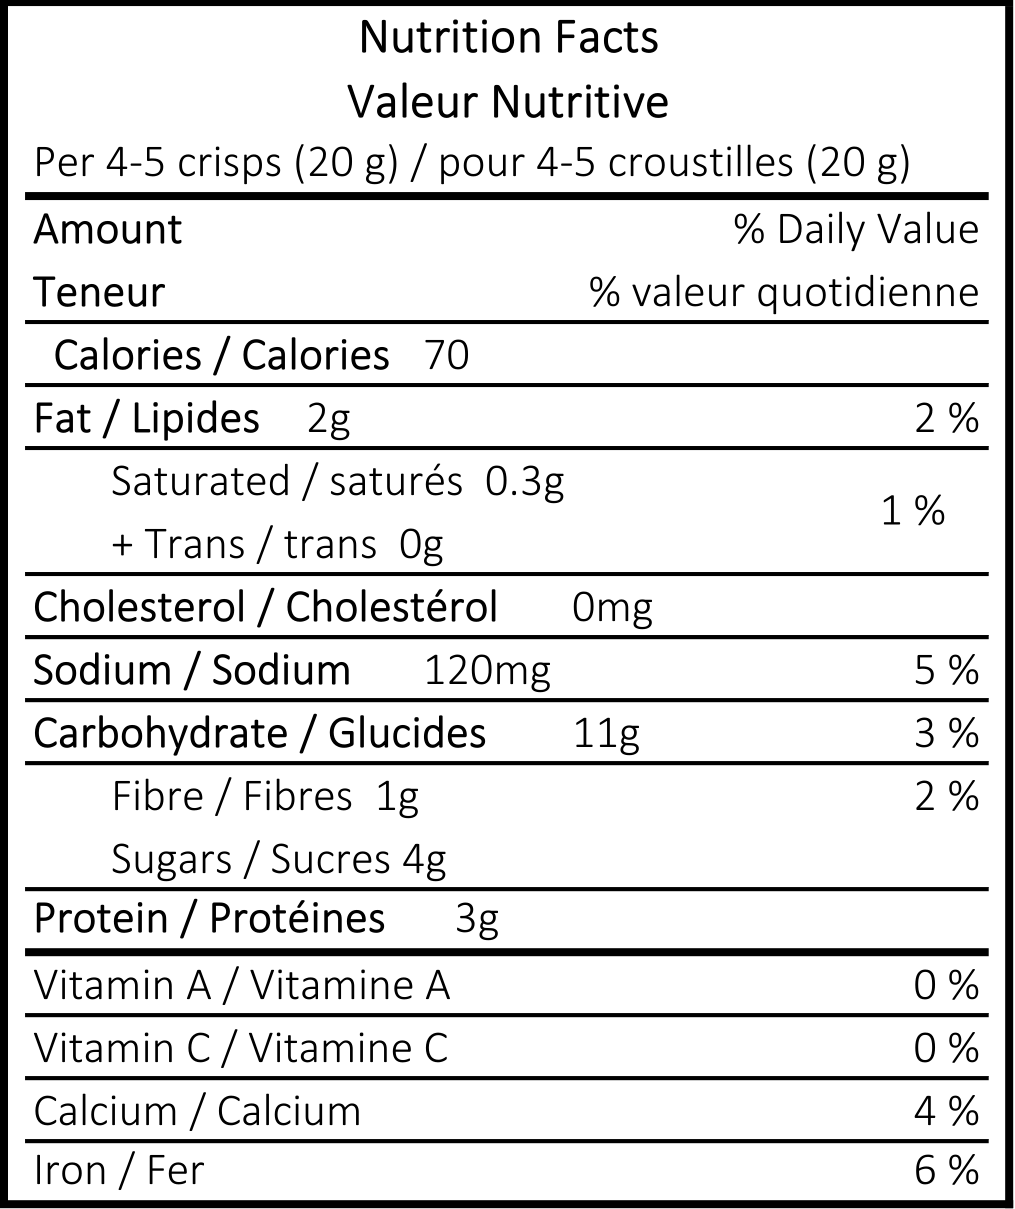 Nutrition Facts
Valeur Nutritive
Per 4-5 crisps (20 g) / pour 4-5 croustilles (20 g)
Amount % Daily Value
Teneur % valeur quotidienne
Calories / Calories 70
Fat / Lipides 2g 2 %
Saturated / saturés 0.3g
1 %
+ Trans / trans 0g
Cholesterol / Cholestérol 0mg
Sodium / Sodium 120mg 5 %
Carbohydrate / Glucides 11g 3 %
Fibre / Fibres 1g 2 %
Sugars / Sucres 4g
Protein / Protéines 3g
Vitamin A / Vitamine A 0 %
Vitamin C / Vitamine C 0 %
Calcium / Calcium 4 %
Iron / Fer 6 %